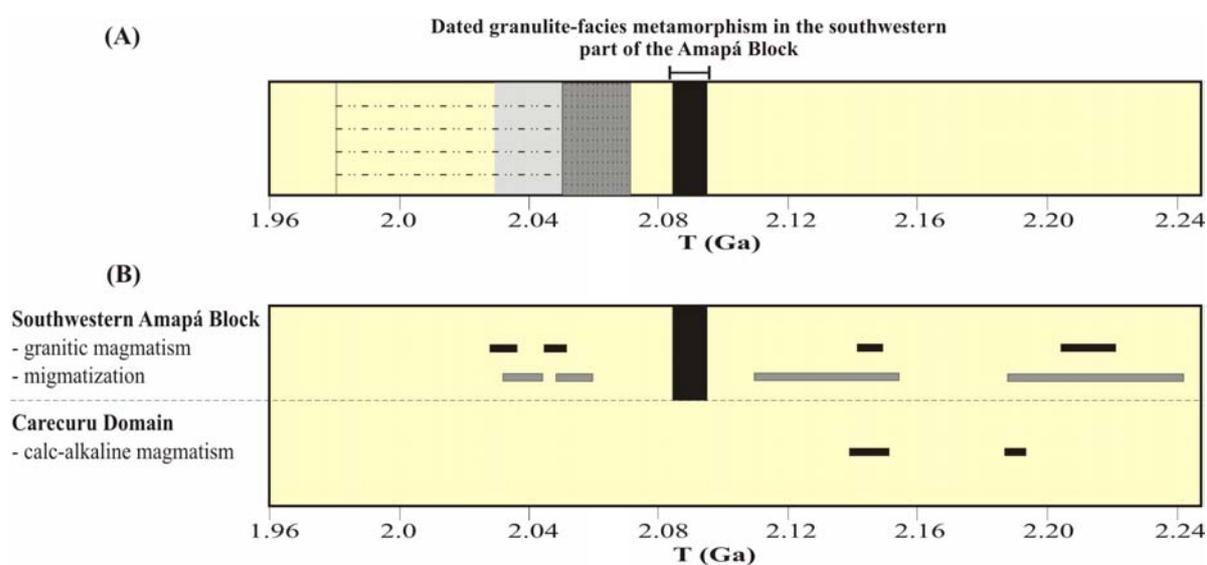 Dated granulite-facies metamorphism in the southwestern
part of the Amapá Block
(A)
1.96 2.0 2.04 2.08 2.12 2.16 2.20 2.24
T (Ga)
(B)
Southwestern Amapá Block
- granitic magmatism
- migmatization
Carecuru Domain
- calc-alkaline magmatism
1.96 2.0 2.04 2.08 2.12 2.16 2.20 2.24
T (Ga)